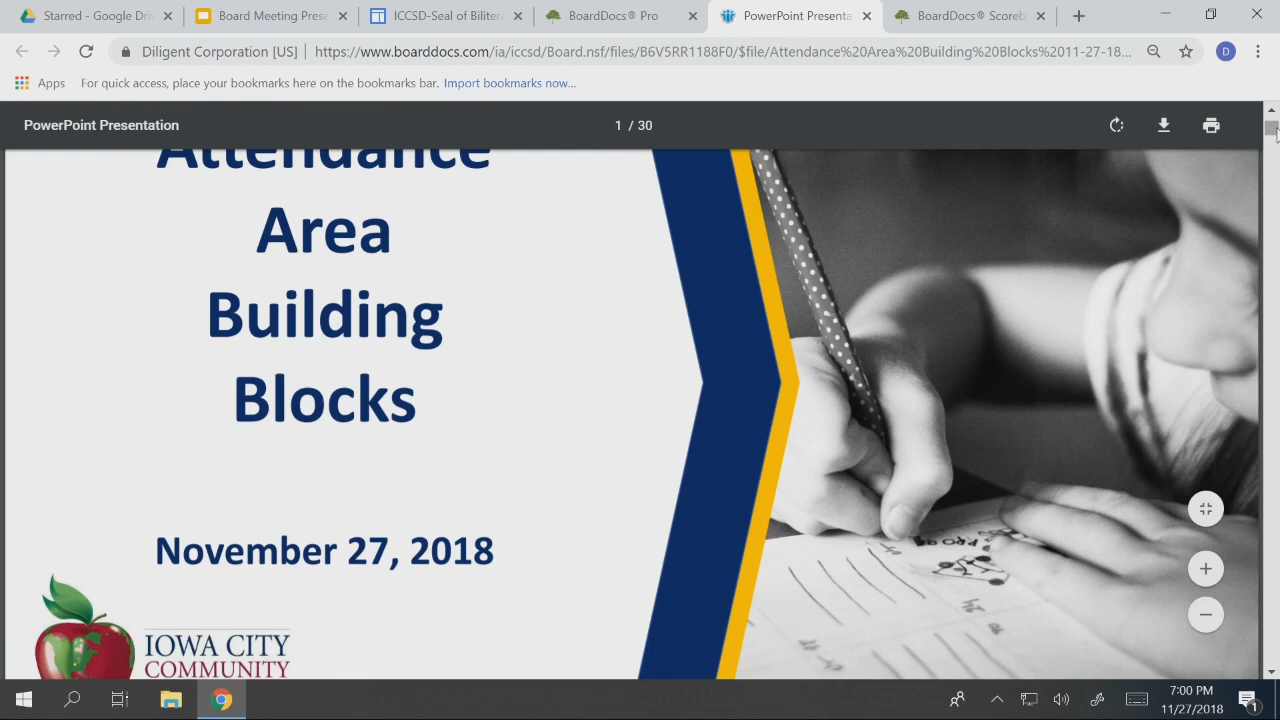 Starred - Google Dri
Board Meeting Prese
ICCSD-Seal of Bilitera
BoardDocs® Pro
PowerPoint Presenta
BoardDocs® Scoreb
Diligent Corporation [US] | https://www.boarddocs.com/ia/iccsd/Board.nsf/files/B6V5RR1188F0/$file/Attendance%20Area%20Building%20Blocks%2011-27-18...
D
Apps For quick access, place your bookmarks here on the bookmarks bar. Import bookmarks now...
PowerPoint Presentation
1 / 30
Attendance
Area
Building
Blocks
November 27, 2018
IOWA CITY
COMMUNITY
7:00 PM
11/27/2018
1